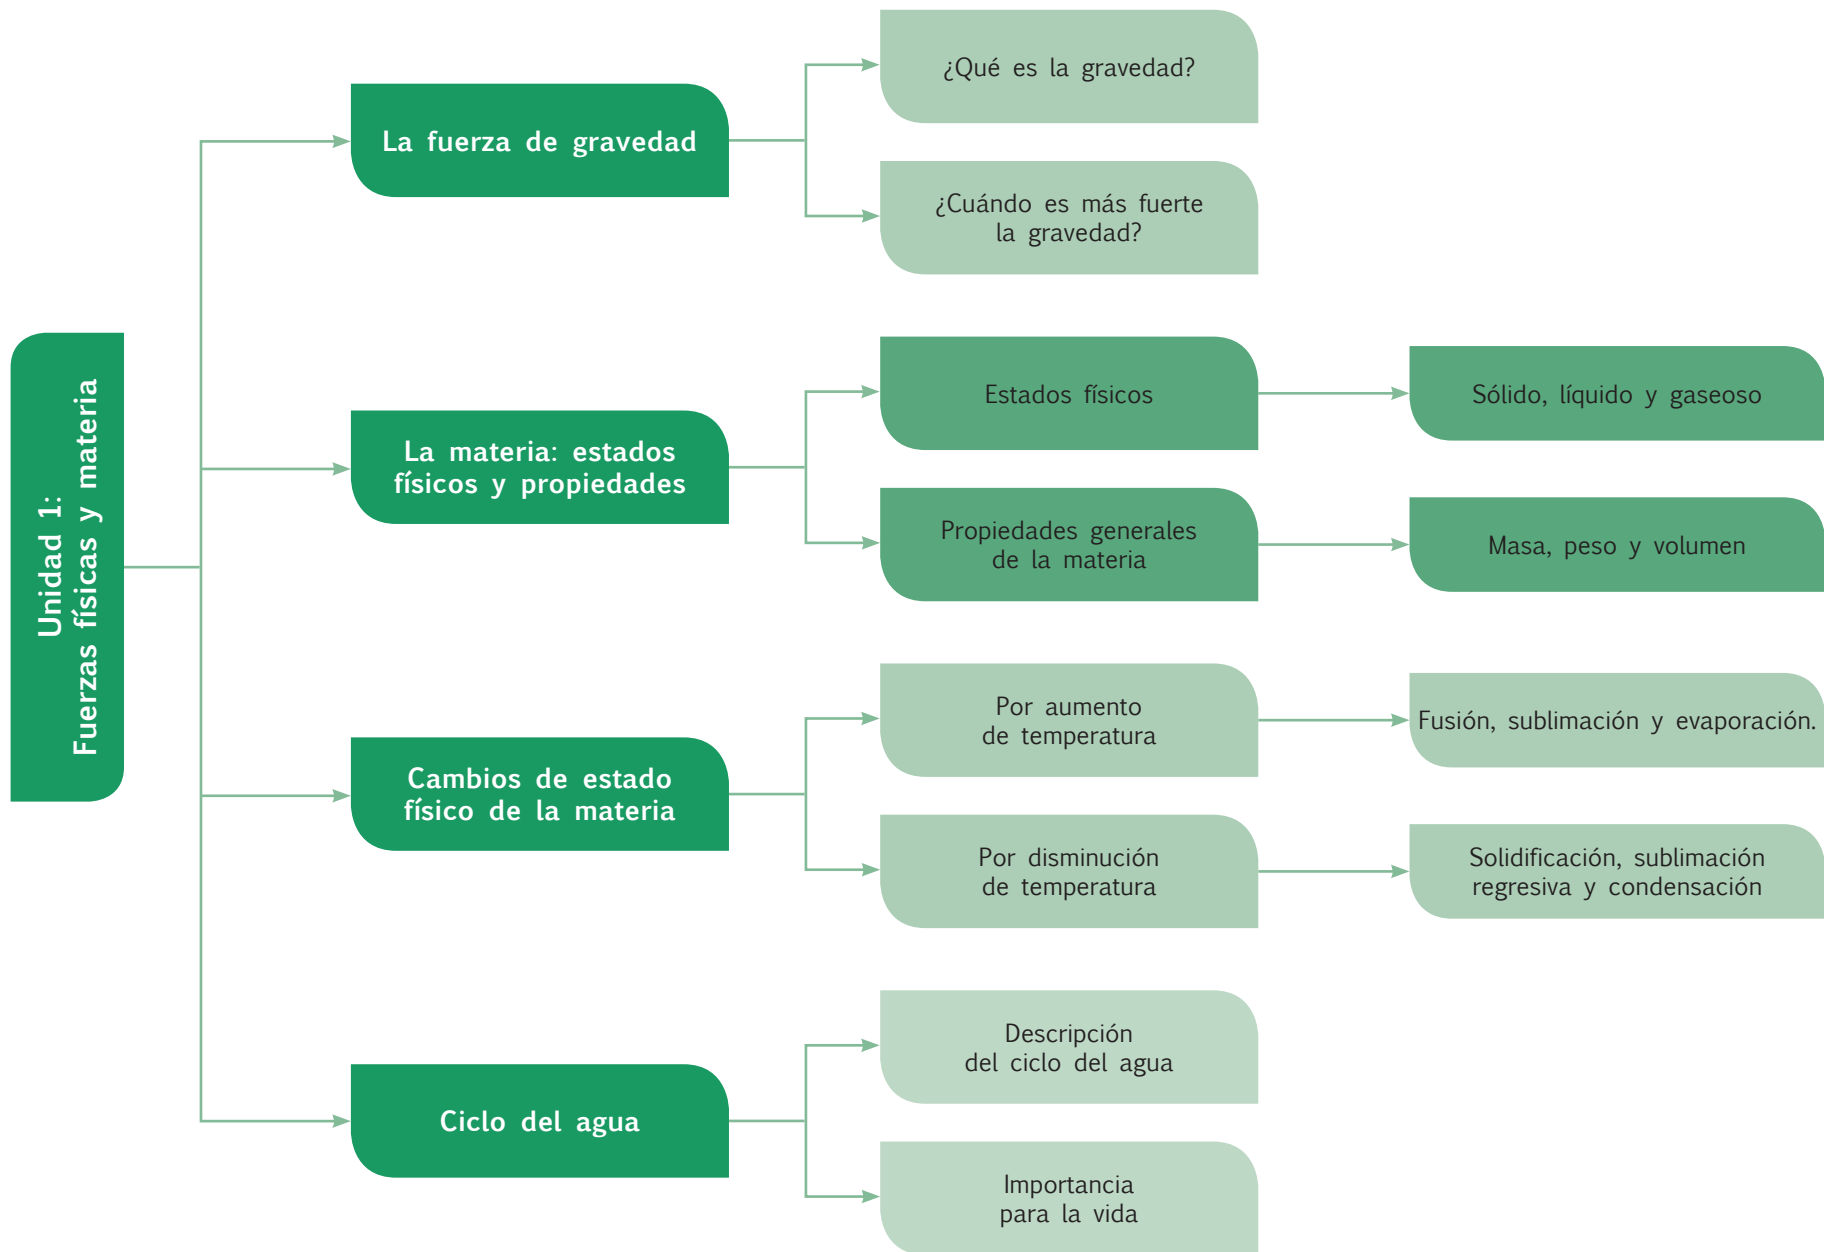 Unidad 1:
Fuerzas físicas y materia
La fuerza de gravedad
¿Qué es la gravedad?
¿Cuándo es más fuerte
la gravedad?
La materia: estados
físicos y propiedades
Estados físicos
Sólido, líquido y gaseoso
Propiedades generales
de la materia
Masa, peso y volumen
Cambios de estado
físico de la materia
Por aumento
de temperatura
Fusión, sublimación y evaporación.
Por disminución
de temperatura
Solidificación, sublimación
regresiva y condensación
Ciclo del agua
Descripción
del ciclo del agua
Importancia
para la vida